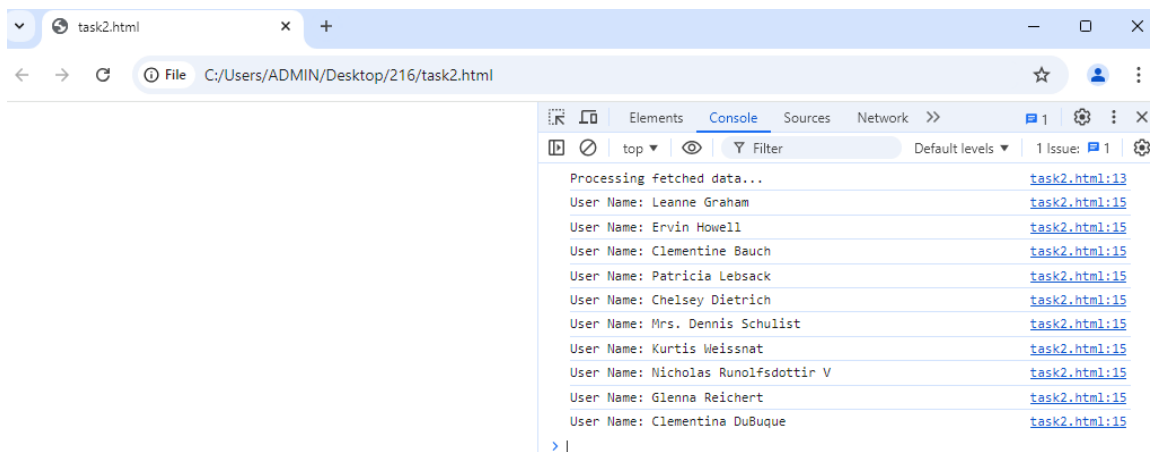 task2.html
File C:/Users/ADMIN/Desktop/216/task2.html
Elements Console Sources Network 1
top Filter Default levels 1 Issue: 1
Processing fetched data... task2.html:13
User Name: Leanne Graham task2.html:15
User Name: Ervin Howell task2.html:15
User Name: Clementine Bauch task2.html:15
User Name: Patricia Lebsack task2.html:15
User Name: Chelsey Dietrich task2.html:15
User Name: Mrs. Dennis Schulist task2.html:15
User Name: Kurtis Weissnat task2.html:15
User Name: Nicholas Runolfsdottir V task2.html:15
User Name: Glenna Reichert task2.html:15
User Name: Clementina DuBuque task2.html:15